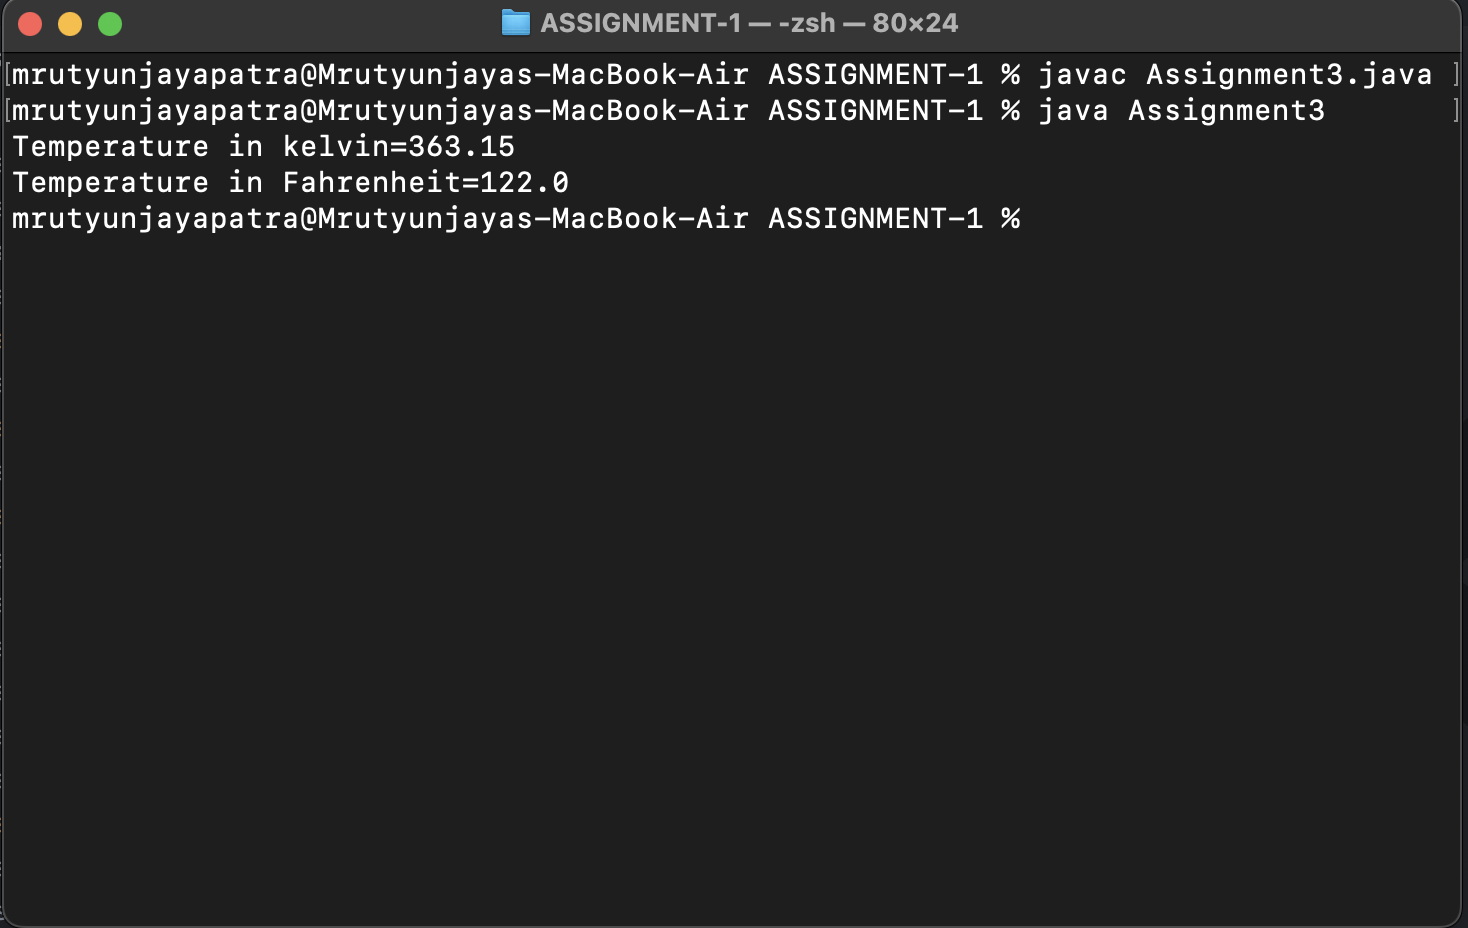 ASSIGNMENT-1 — -zsh — 80×24
[mrutyunjayapatra@Mrutyunjayas-MacBook-Air ASSIGNMENT-1 % javac Assignment3.java ]
[mrutyunjayapatra@Mrutyunjayas-MacBook-Air ASSIGNMENT-1 % java Assignment3 ]
Temperature in kelvin=363.15
Temperature in Fahrenheit=122.0
mrutyunjayapatra@Mrutyunjayas-MacBook-Air ASSIGNMENT-1 %